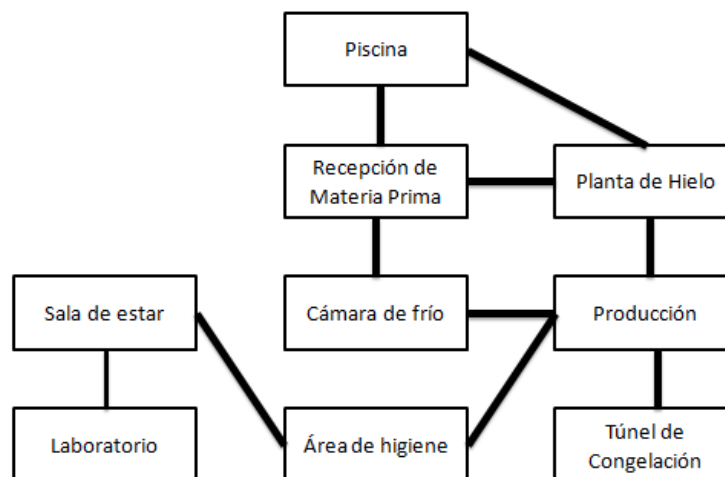 Piscina
Recepción de
Materia Prima
Planta de Hielo
Sala de estar
Cámara de frío
Producción
Laboratorio
Área de higiene
Túnel de
Congelación